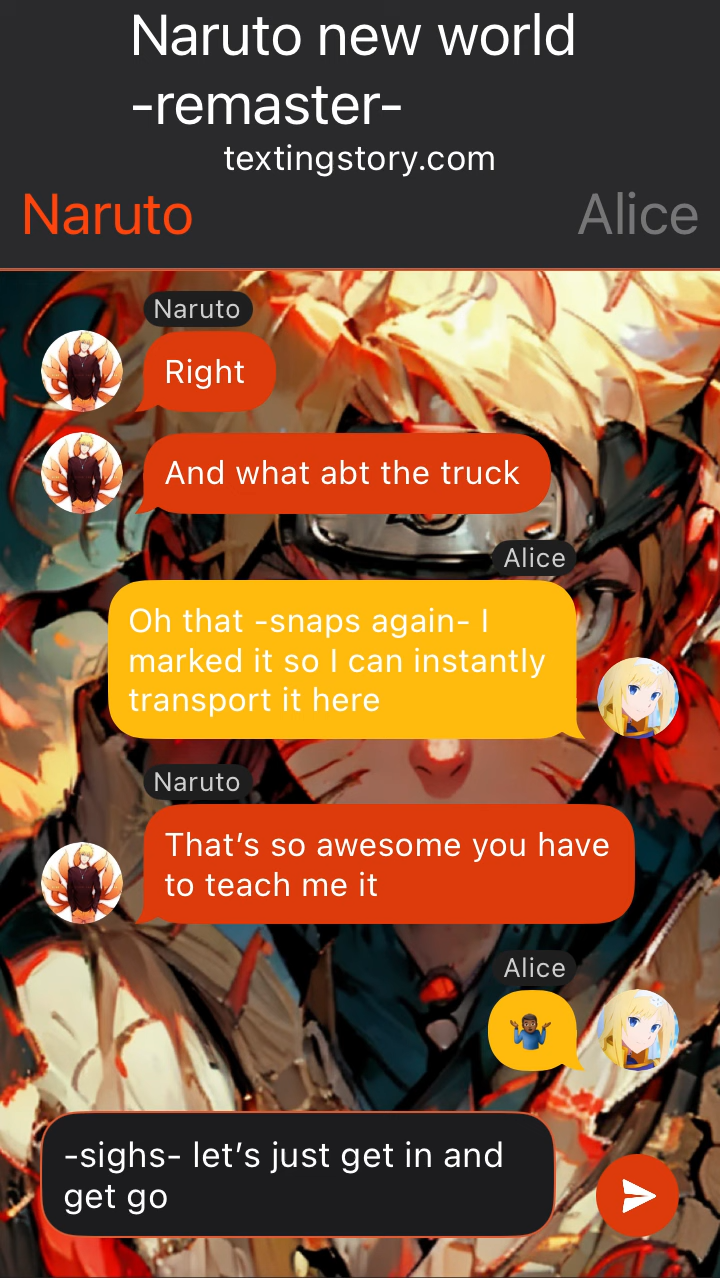 Naruto new world
-remaster-
textingstory.com
Naruto
Alice
Naruto
Right
And what abt the truck
Alice
Oh that -snaps again- I
marked it so I can instantly
transport it here
Naruto
That’s so awesome you have
to teach me it
Alice
🤷🏾‍♂️
-sighs- let’s just get in and
get go